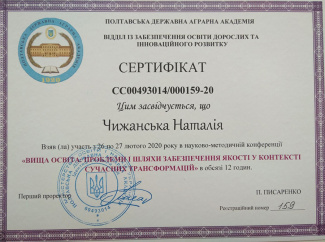 ПОЛТАВСЬКА ДЕРЖАВНА АГРАРНА АКАДЕМІЯ
ВІДДІЛ ІЗ ЗАБЕЗПЕЧЕННЯ ОСВІТИ ДОРОСЛИХ ТА
ІННОВАЦІЙНОГО РОЗВИТКУ
СЕРТИФІКАТ
СС00493014/000159-20
Цим засвідчується, що
Чижанська Наталія
Взяв (ла) участь з 26 по 27 лютого 2020 року в науково-методичній конференції
«ВИЩА ОСВІТА: ПРОБЛЕМИ І ШЛЯХИ ЗАБЕЗПЕЧЕННЯ ЯКОСТІ У КОНТЕКСТІ
СУЧАСНИХ ТРАНСФОРМАЦІЙ» в обсязі 12 годин.
Перший проректор
П. ПИСАРЕНКО
Реєстраційний номер 159